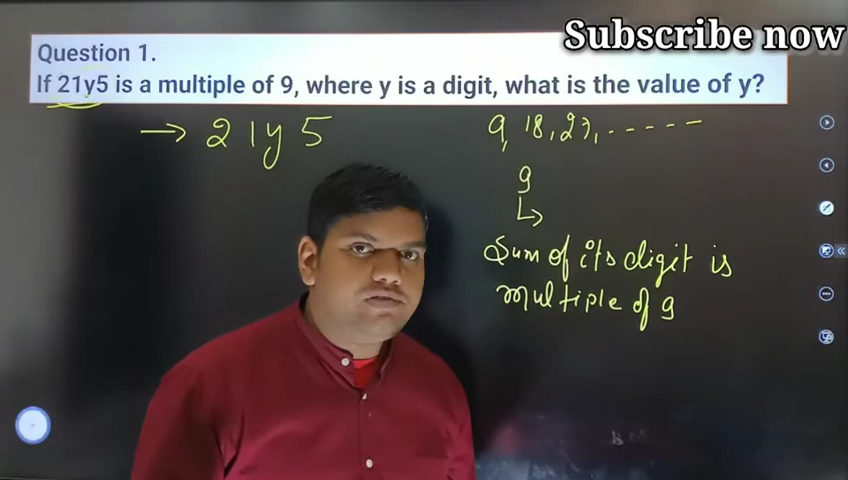 Subscribe now
Question 1.
If 21y5 is a multiple of 9, where y is a digit, what is the value of y?
→ 21y5
9, 18, 27, - - - - - -
9
↳
Sum of its digit is
multiple of 9